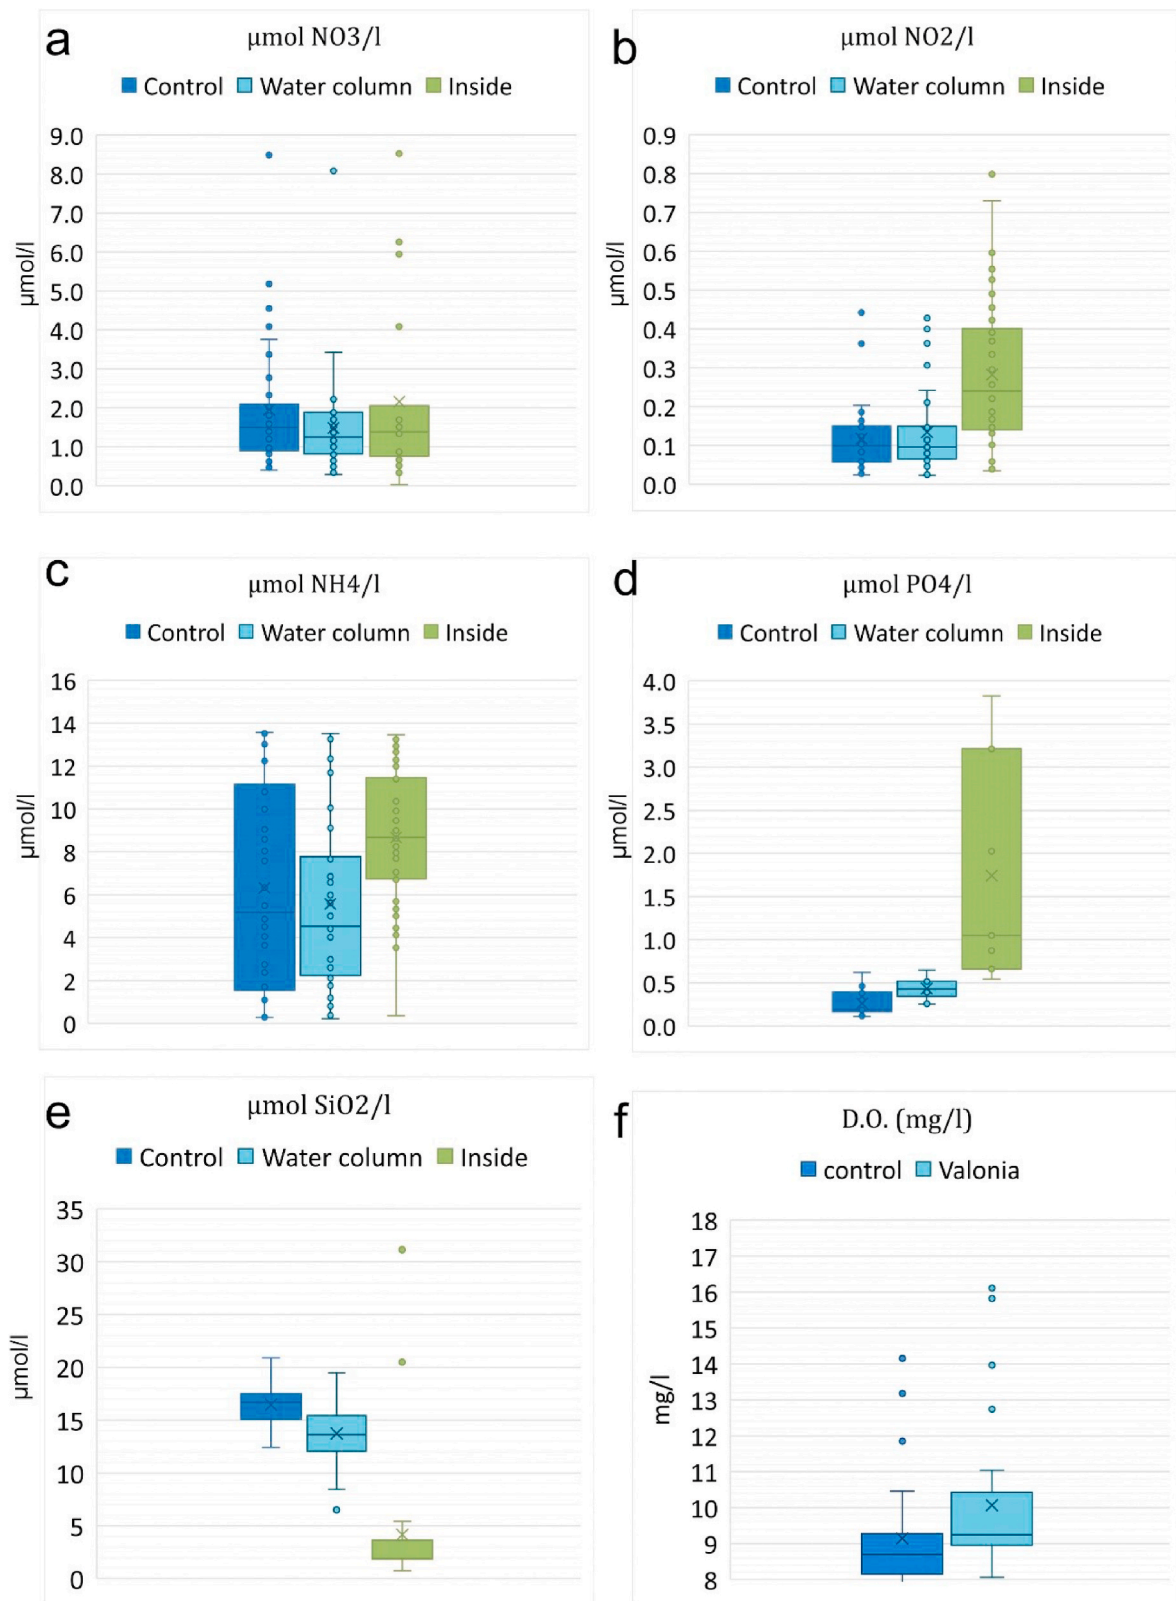 a
μmol NO3/l
Control Water column Inside
9.0
8.0
7.0
6.0
5.0
4.0
3.0
2.0
1.0
0.0
μmol/l
b
μmol NO2/l
Control Water column Inside
0.9
0.8
0.7
0.6
0.5
0.4
0.3
0.2
0.1
0.0
μmol/l
c
μmol NH4/l
Control Water column Inside
16
14
12
10
8
6
4
2
0
μmol/l
d
μmol PO4/l
Control Water column Inside
4.0
3.5
3.0
2.5
2.0
1.5
1.0
0.5
0.0
μmol/l
e
μmol SiO2/l
Control Water column Inside
35
30
25
20
15
10
5
0
μmol/l
f
D.O. (mg/l)
control Valonia
18
17
16
15
14
13
12
11
10
9
8
mg/l